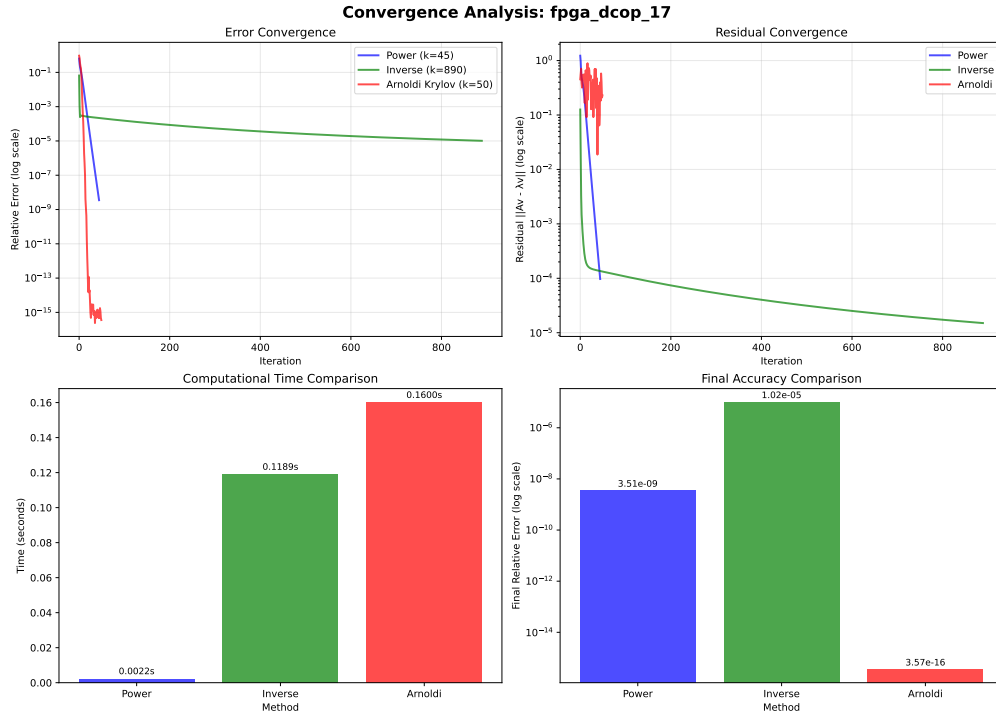 Convergence Analysis: fpga_dcop_17
Error Convergence
Relative Error (log scale)
10⁻¹
10⁻³
10⁻⁵
10⁻⁷
10⁻⁹
10⁻¹¹
10⁻¹³
10⁻¹⁵
0 200 400 600 800
Iteration
Power (k=45)
Inverse (k=890)
Arnoldi Krylov (k=50)
Residual Convergence
Residual ||Av - λv|| (log scale)
10⁰
10⁻¹
10⁻²
10⁻³
10⁻⁴
10⁻⁵
0 200 400 600 800
Iteration
Power
Inverse
Arnoldi
Computational Time Comparison
Time (seconds)
0.16
0.14
0.12
0.10
0.08
0.06
0.04
0.02
0.00
0.0022s
0.1189s
0.1600s
Power Inverse Arnoldi
Method
Final Accuracy Comparison
Final Relative Error (log scale)
10⁻⁶
10⁻⁸
10⁻¹⁰
10⁻¹²
10⁻¹⁴
3.51e-09
1.02e-05
3.57e-16
Power Inverse Arnoldi
Method